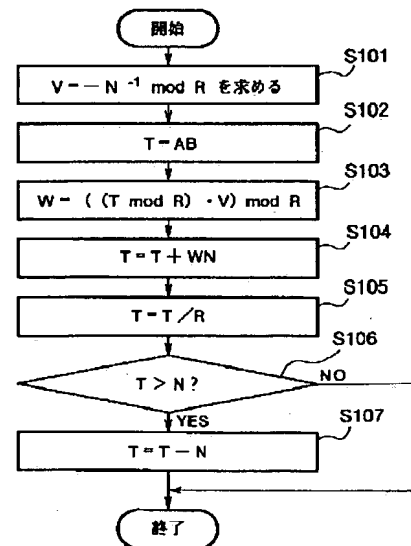 開始
S101
V=－N⁻¹ mod R を求める
S102
T=AB
S103
W=((T mod R)・V) mod R
S104
T=T＋WN
S105
T=T／R
S106
T＞N？
NO
YES
S107
T=T－N
終了